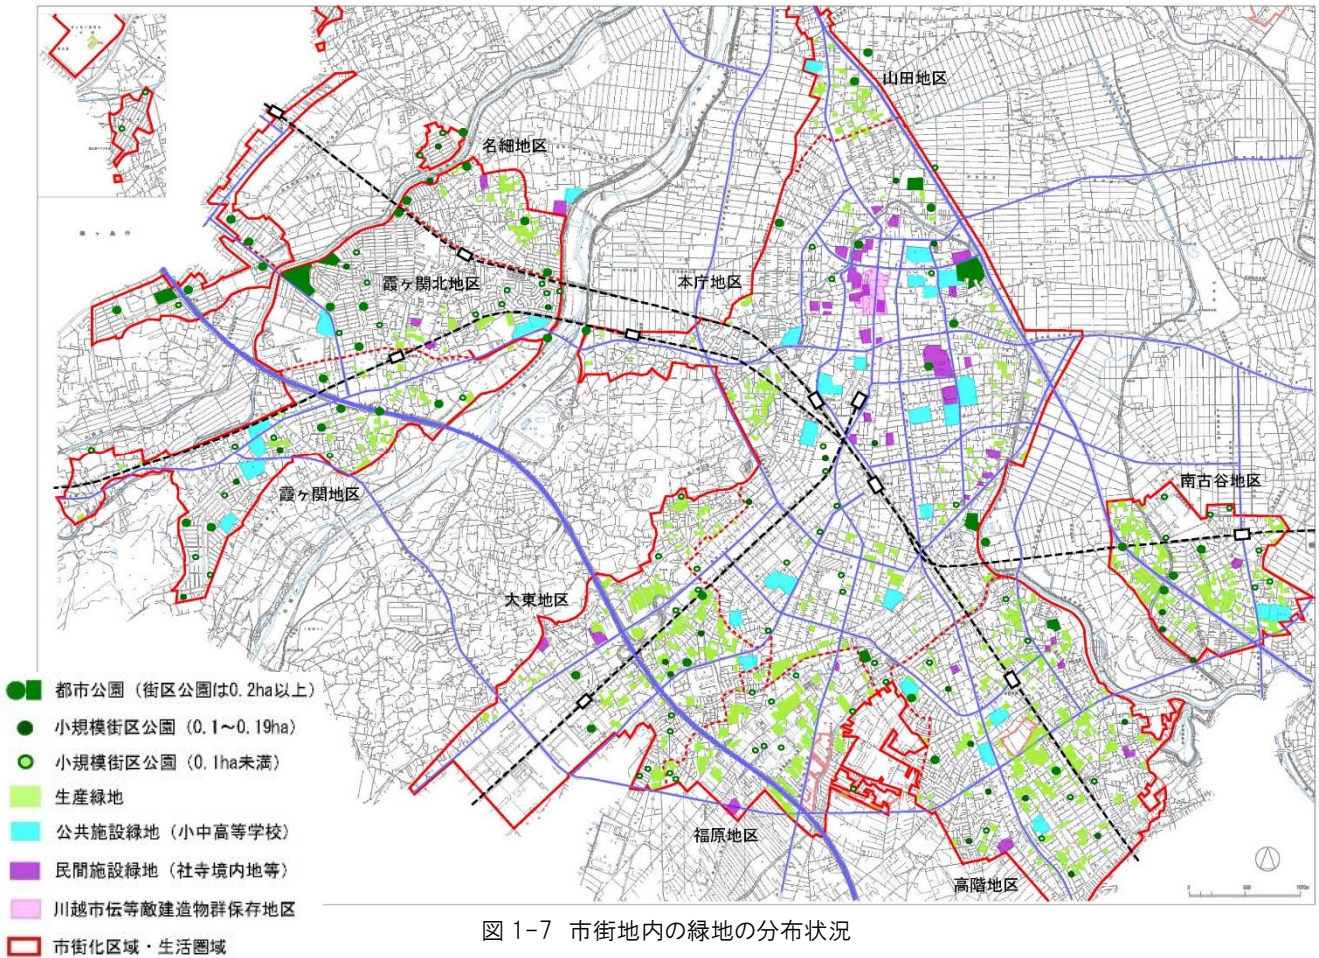 山田地区
名細地区
霞ヶ関北地区
本庁地区
霞ヶ関地区
南古谷地区
大東地区
福原地区
高階地区
都市公園（街区公園は0.2ha以上）
小規模街区公園（0.1～0.19ha）
小規模街区公園（0.1ha未満）
生産緑地
公共施設緑地（小中高等学校）
民間施設緑地（社寺境内地等）
川越市伝等敵建造物群保存地区
市街化区域・生活圏域
0 500 1000m
図 1-7 市街地内の緑地の分布状況